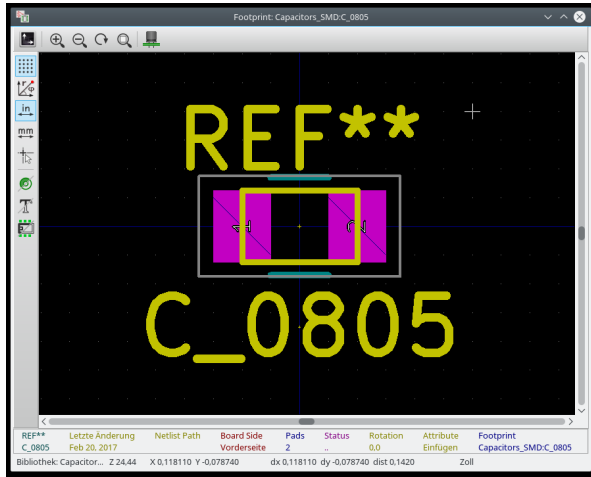 Footprint: Capacitors_SMD:C_0805
in
mm
REF**
1 2
C_0805
REF** Letzte Änderung Netlist Path Board Side Pads Status Rotation Attribute Footprint
C_0805 Feb 20, 2017 Vorderseite 2 .. 0,0 Einfügen Capacitors_SMD:C_0805
Bibliothek: Capacitor... Z 24,44 X 0,118110 Y -0,078740 dx 0,118110 dy -0,078740 dist 0,1420 Zoll